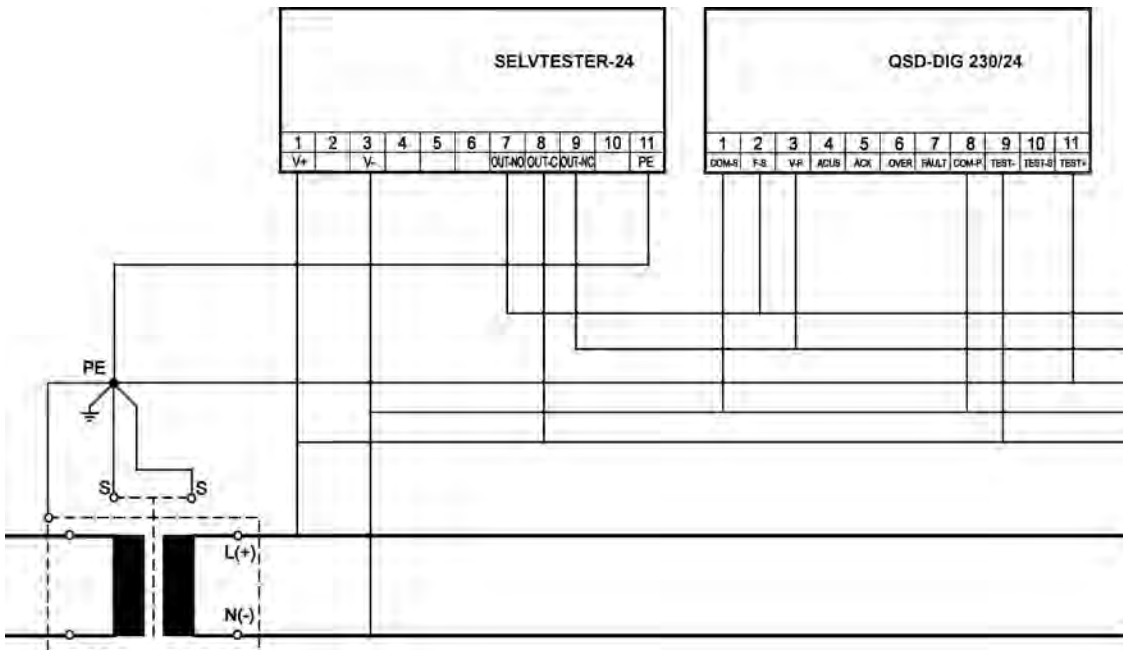 SELVTESTER-24
1 2 3 4 5 6 7 8 9 10 11
V+ V- OUT-NO OUT-C OUT-NC PE
QSD-DIG 230/24
1 2 3 4 5 6 7 8 9 10 11
COM-S F-S ACUS ACK OVER FAULT COM-P TEST- TEST-S TEST+
PE
S S
L(+)
N(-)